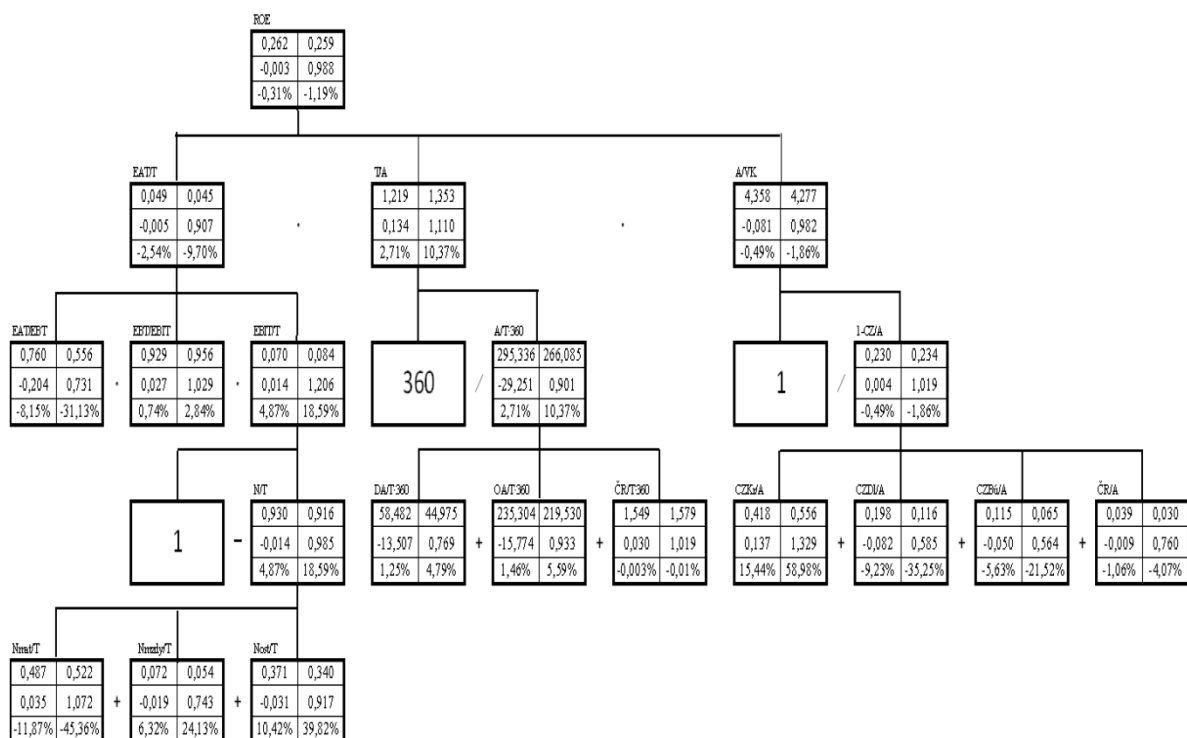 ROE
0,262 0,259
-0,003 0,988
-0,31% -1,19%
EAT/T T/A A/VK
0,049 0,045 1,219 1,353 4,358 4,277
-0,005 0,907 · 0,134 1,110 · -0,081 0,982
-2,54% -9,70% 2,71% 10,37% -0,49% -1,86%
EAT/EBT EBT/EBIT EBIT/T A/T·360 1-CZ/A
0,760 0,556 0,929 0,956 0,070 0,084 295,336 266,085 0,230 0,234
-0,204 0,731 · 0,027 1,029 · 0,014 1,206 360 / -29,251 0,901 1 / 0,004 1,019
-8,15% -31,13% 0,74% 2,84% 4,87% 18,59% 2,71% 10,37% -0,49% -1,86%
N/T DA/T·360 OA/T·360 ČR/T·360 CZKr/A CZDl/A CZBú/A ČR/A
0,930 0,916 58,482 44,975 235,304 219,530 1,549 1,579 0,418 0,556 0,198 0,116 0,115 0,065 0,039 0,030
1 - -0,014 0,985 -13,507 0,769 + -15,774 0,933 + 0,030 1,019 0,137 1,329 + -0,082 0,585 + -0,050 0,564 + -0,009 0,760
4,87% 18,59% 1,25% 4,79% 1,46% 5,59% -0,003% -0,01% 15,44% 58,98% -9,23% -35,25% -5,63% -21,52% -1,06% -4,07%
Nmat/T Nmzdy/T Nost/T
0,487 0,522 0,072 0,054 0,371 0,340
0,035 1,072 + -0,019 0,743 + -0,031 0,917
-11,87% -45,36% 6,32% 24,13% 10,42% 39,82%